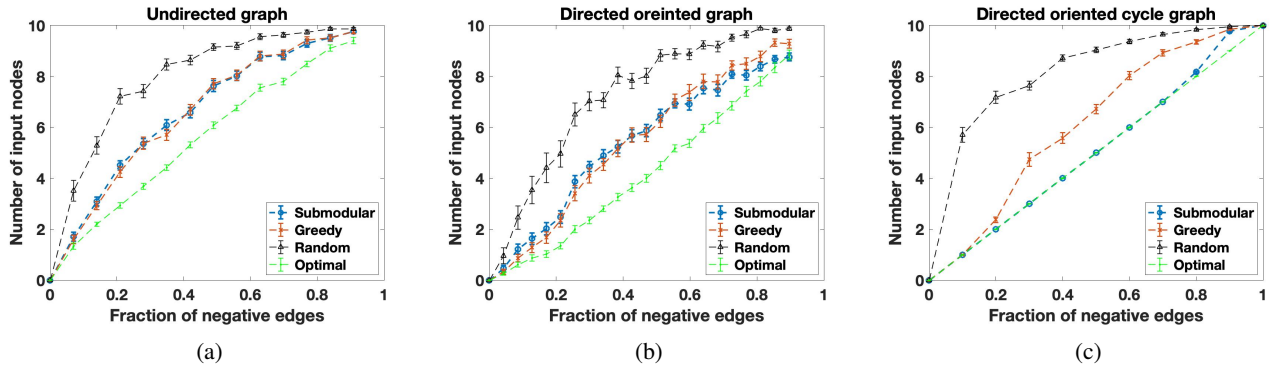 Undirected graph
Number of input nodes
10
8
6
4
2
0
0 0.2 0.4 0.6 0.8 1
Fraction of negative edges
Submodular
Greedy
Random
Optimal
(a)
Directed oreinted graph
Number of input nodes
10
8
6
4
2
0
0 0.2 0.4 0.6 0.8 1
Fraction of negative edges
Submodular
Greedy
Random
Optimal
(b)
Directed oriented cycle graph
Number of input nodes
10
8
6
4
2
0
0 0.2 0.4 0.6 0.8 1
Fraction of negative edges
Submodular
Greedy
Random
Optimal
(c)